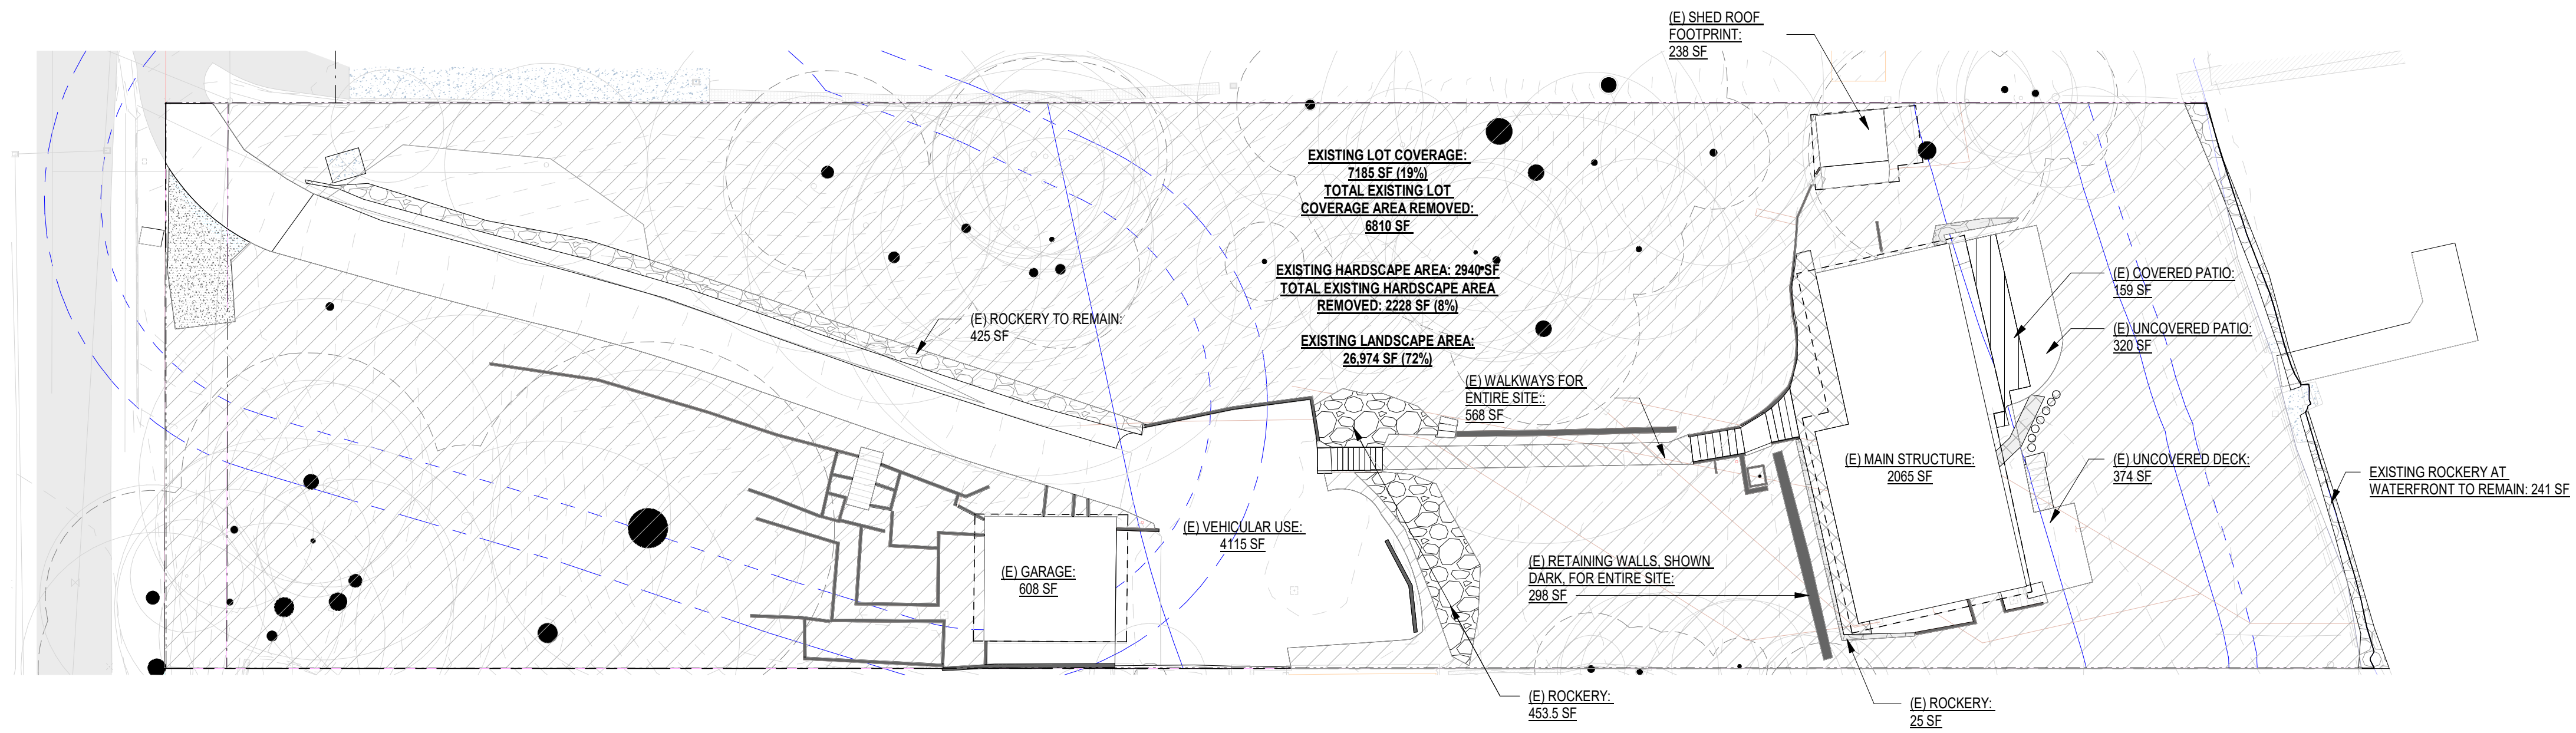 (E) SHED ROOF
FOOTPRINT:
238 SF
EXISTING LOT COVERAGE:
7185 SF (19%)
TOTAL EXISTING LOT
COVERAGE AREA REMOVED:
6810 SF
EXISTING HARDSCAPE AREA: 2940 SF
TOTAL EXISTING HARDSCAPE AREA
REMOVED: 2228 SF (8%)
EXISTING LANDSCAPE AREA:
26,974 SF (72%)
(E) COVERED PATIO:
159 SF
(E) UNCOVERED PATIO:
320 SF
(E) ROCKERY TO REMAIN:
425 SF
(E) WALKWAYS FOR
ENTIRE SITE::
568 SF
(E) MAIN STRUCTURE:
2065 SF
(E) UNCOVERED DECK:
374 SF
EXISTING ROCKERY AT
WATERFRONT TO REMAIN: 241 SF
(E) VEHICULAR USE:
4115 SF
(E) GARAGE:
608 SF
(E) RETAINING WALLS, SHOWN
DARK, FOR ENTIRE SITE:
298 SF
(E) ROCKERY:
453.5 SF
(E) ROCKERY:
25 SF